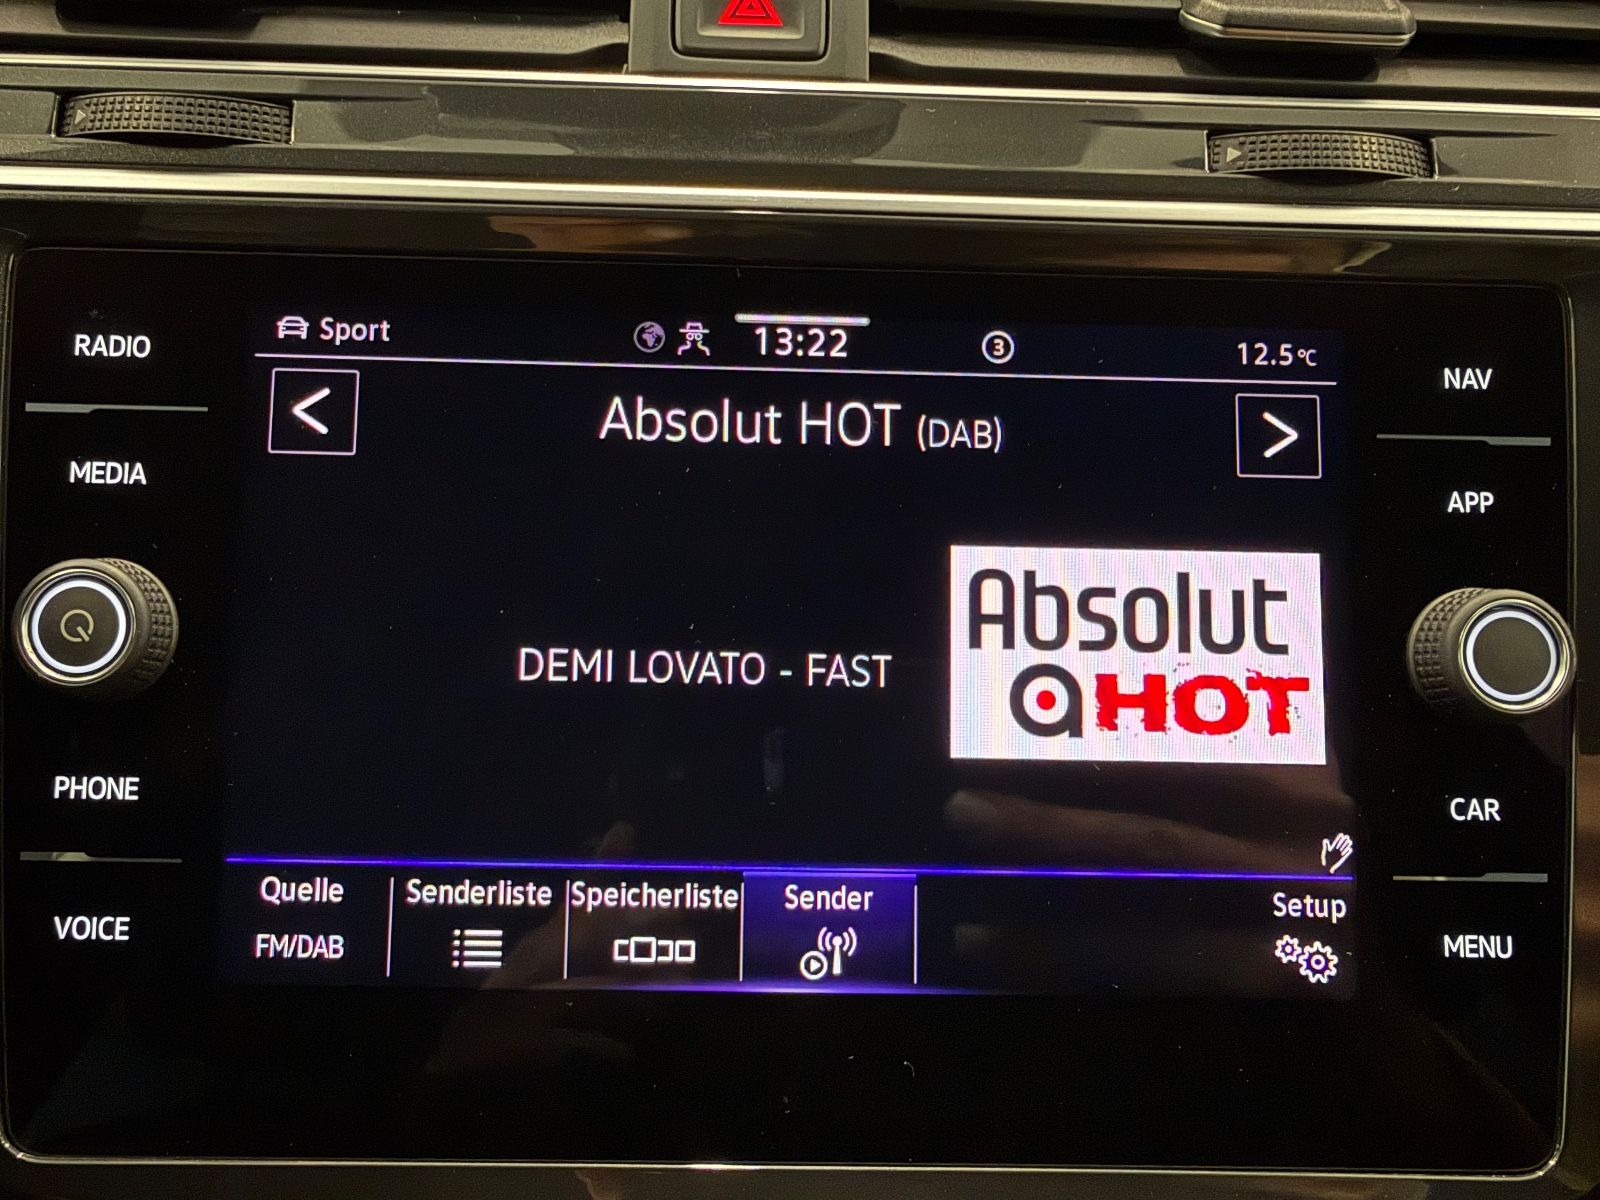 RADIO
MEDIA
PHONE
VOICE
Sport
13:22
3
12.5°C
<
Absolut HOT (DAB)
>
DEMI LOVATO - FAST
Absolut
a HOT
Quelle
FM/DAB
Senderliste
Speicherliste
Sender
Setup
NAV
APP
CAR
MENU